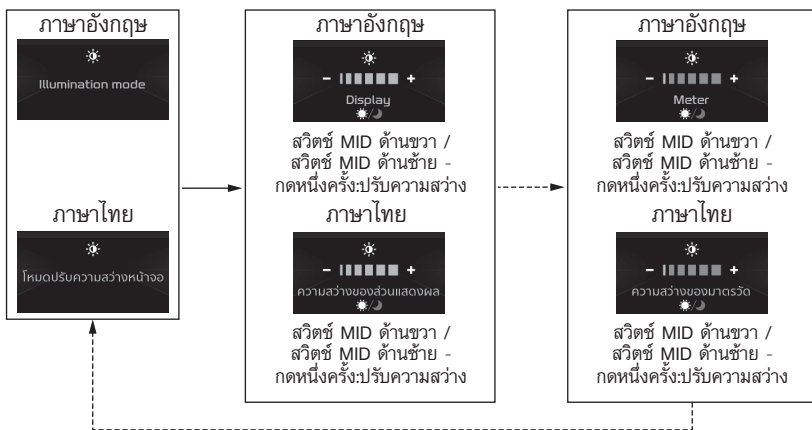 ภาษาอังกฤษ
Illumination mode
ภาษาไทย
โหมดปรับความสว่างหน้าจอ
ภาษาอังกฤษ
- +
Display
/
สวิตช์ MID ด้านขวา /
สวิตช์ MID ด้านซ้าย -
กดหนึ่งครั้ง:ปรับความสว่าง
ภาษาไทย
- +
ความสว่างของส่วนแสดงผล
/
สวิตช์ MID ด้านขวา /
สวิตช์ MID ด้านซ้าย -
กดหนึ่งครั้ง:ปรับความสว่าง
ภาษาอังกฤษ
- +
Meter
/
สวิตช์ MID ด้านขวา /
สวิตช์ MID ด้านซ้าย -
กดหนึ่งครั้ง:ปรับความสว่าง
ภาษาไทย
- +
ความสว่างของมาตรวัด
/
สวิตช์ MID ด้านขวา /
สวิตช์ MID ด้านซ้าย -
กดหนึ่งครั้ง:ปรับความสว่าง